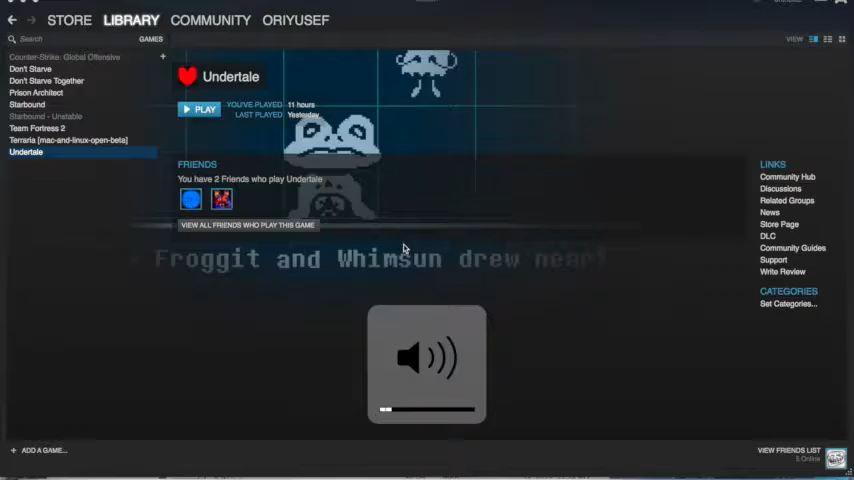 STORE LIBRARY COMMUNITY ORIYUSEF
Search
GAMES
VIEW
Counter-Strike: Global Offensive
+
Don't Starve
Don't Starve Together
Prison Architect
Starbound
Starbound - Unstable
Team Fortress 2
Terraria [mac-and-linux-open-beta]
Undertale
Undertale
PLAY
YOU'VE PLAYED 11 hours
LAST PLAYED Yesterday
FRIENDS
You have 2 Friends who play Undertale
VIEW ALL FRIENDS WHO PLAY THIS GAME
Froggit and Whimsun drew near!
LINKS
Community Hub
Discussions
Related Groups
News
Store Page
DLC
Community Guides
Support
Write Review
CATEGORIES
Set Categories...
+ ADD A GAME...
VIEW FRIENDS LIST
5 Online